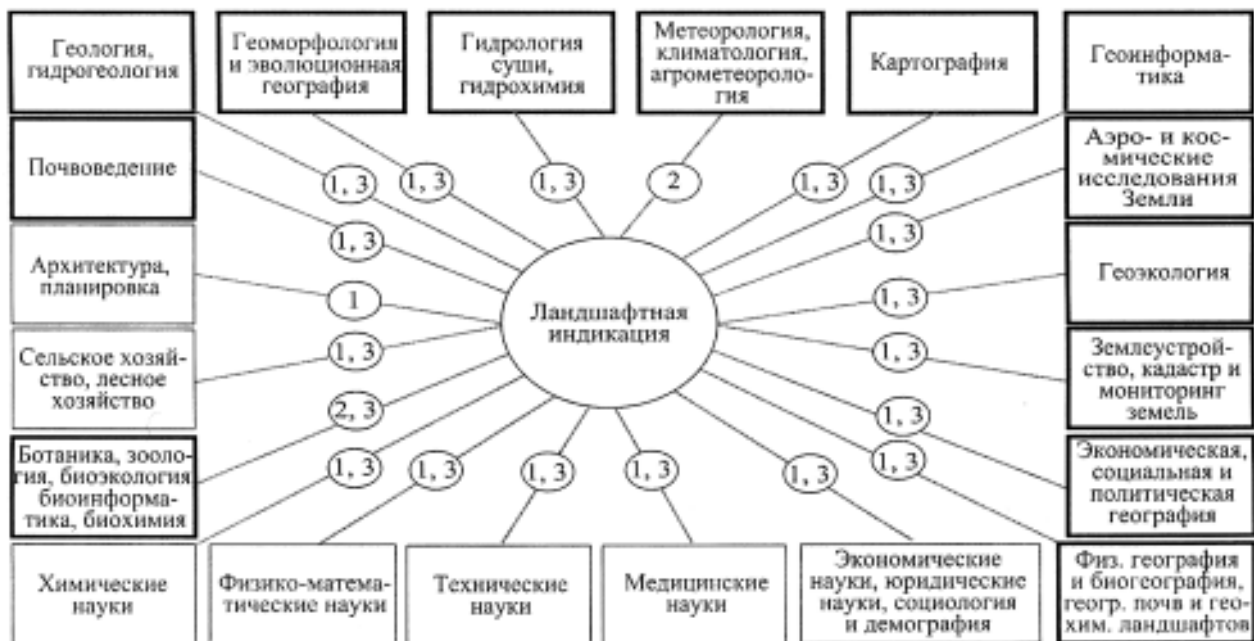 Геология,
гидрогеология
Геоморфология
и эволюционная
география
Гидрология
суши,
гидрохимия
Метеорология,
климатология,
агрометеороло-
гия
Картография
Геоинформа-
тика
Почвоведение
Аэро- и кос-
мические
исследования
Земли
1, 3
1, 3
1, 3
2
1, 3
1, 3
1, 3
1, 3
Архитектура,
планировка
1
Ландшафтная
индикация
1, 3
Геоэкология
Сельское хозяй-
ство, лесное
хозяйство
1, 3
1, 3
Землеустрой-
ство, кадастр и
мониторинг
земель
2, 3
1, 3
Ботаника, зооло-
гия, биоэкология
биоинформа-
тика, биохимия
1, 3
1, 3
1, 3
1, 3
1, 3
1, 3
Экономическая,
социальная и
политическая
география
Химические
науки
Физико-матема-
тические науки
Технические
науки
Медицинские
науки
Экономические
науки, юридические
науки, социология
и демография
Физ. география
и биогеография,
геогр. почв и гео-
хим. ландшафтов